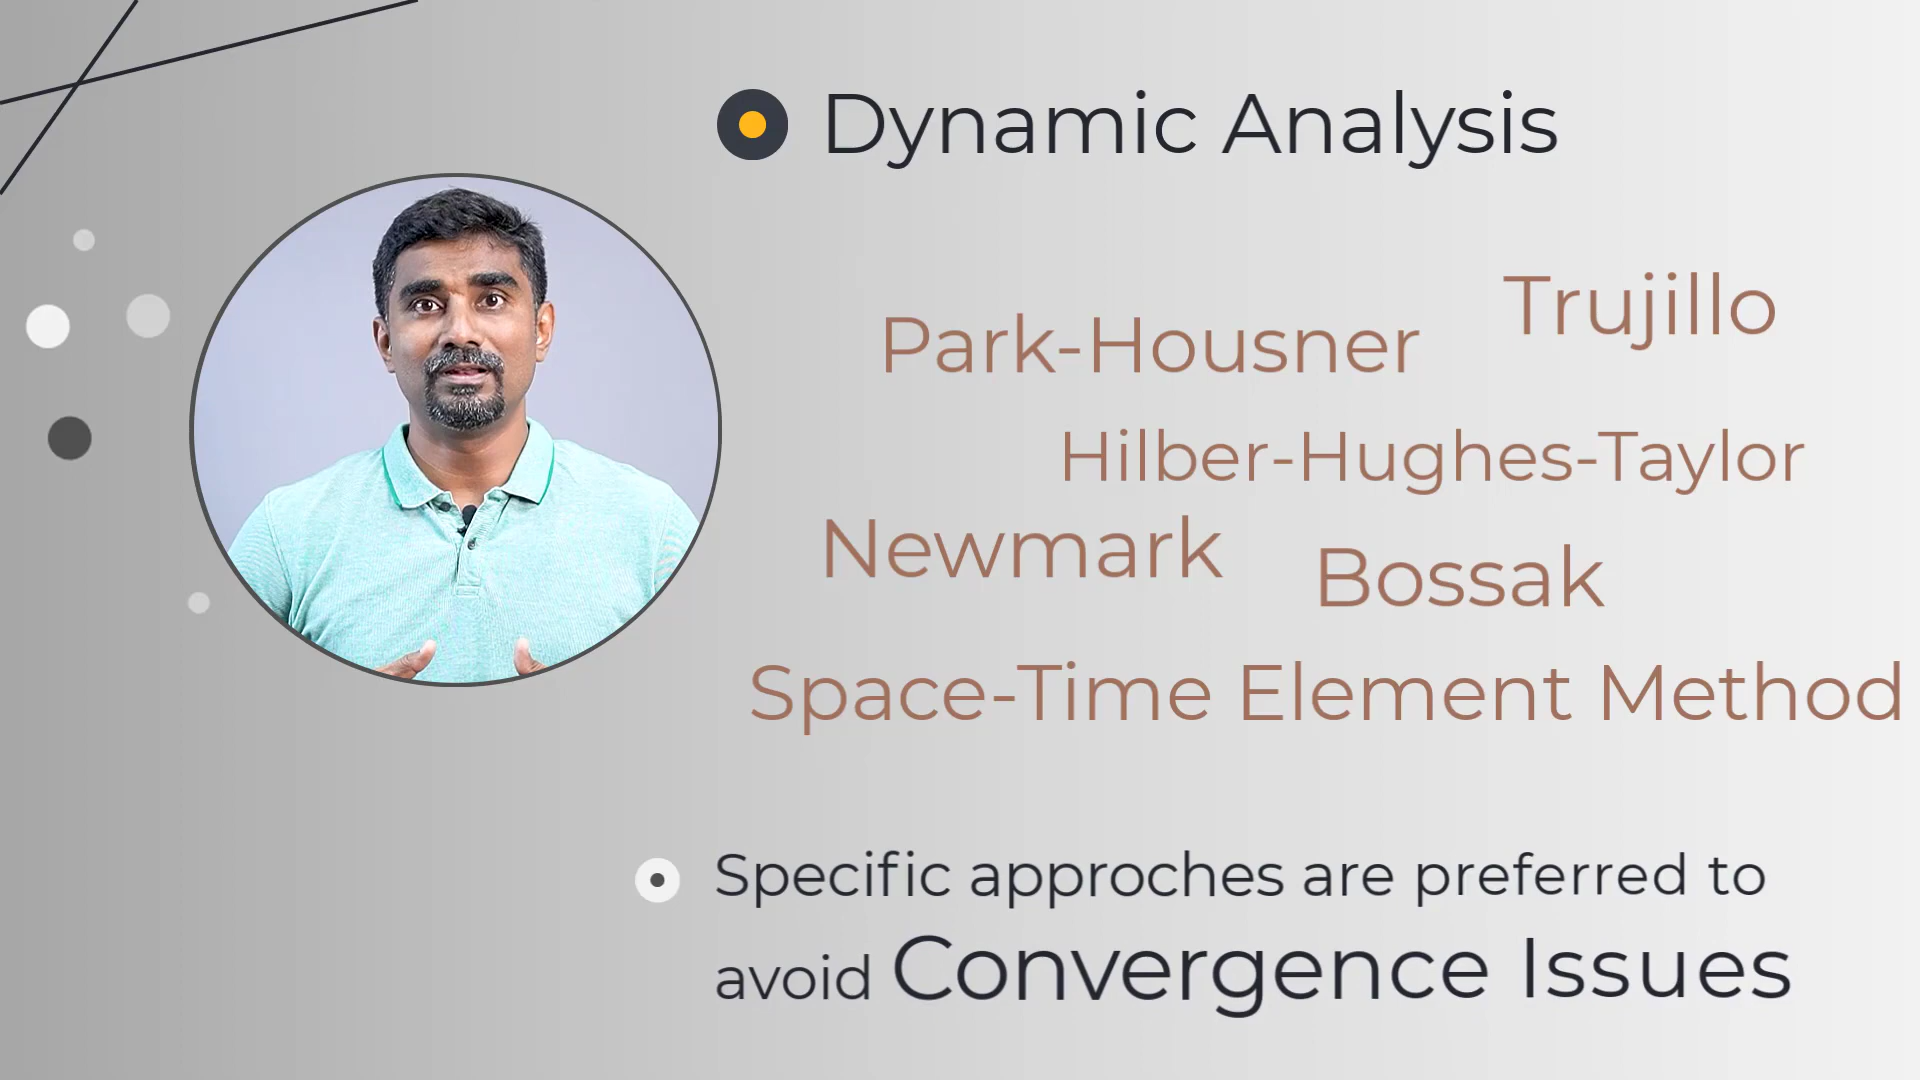 Dynamic Analysis
Trujillo
Park-Housner
Hilber-Hughes-Taylor
Newmark
Bossak
Space-Time Element Method
Specific approches are preferred to
avoid Convergence Issues